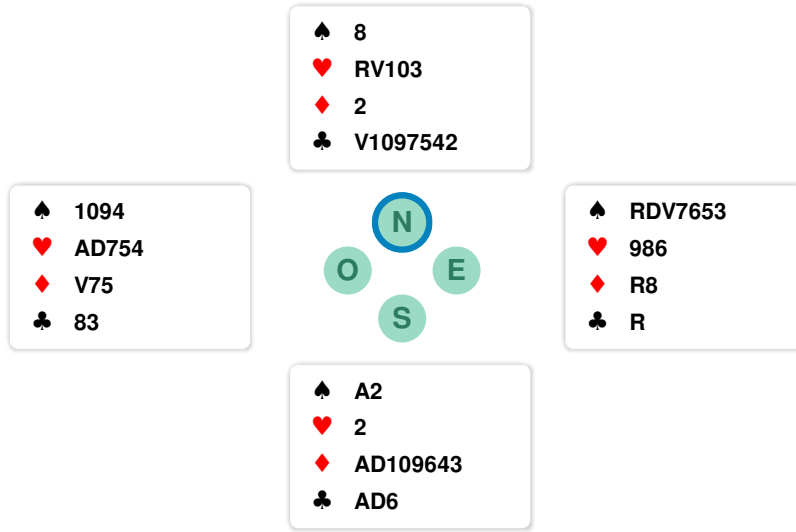 ♠ 8
♥ RV103
♦ 2
♣ V1097542
♠ 1094
♥ AD754
♦ V75
♣ 83
N
O E
S
♠ RDV7653
♥ 986
♦ R8
♣ R
♠ A2
♥ 2
♦ AD109643
♣ AD6